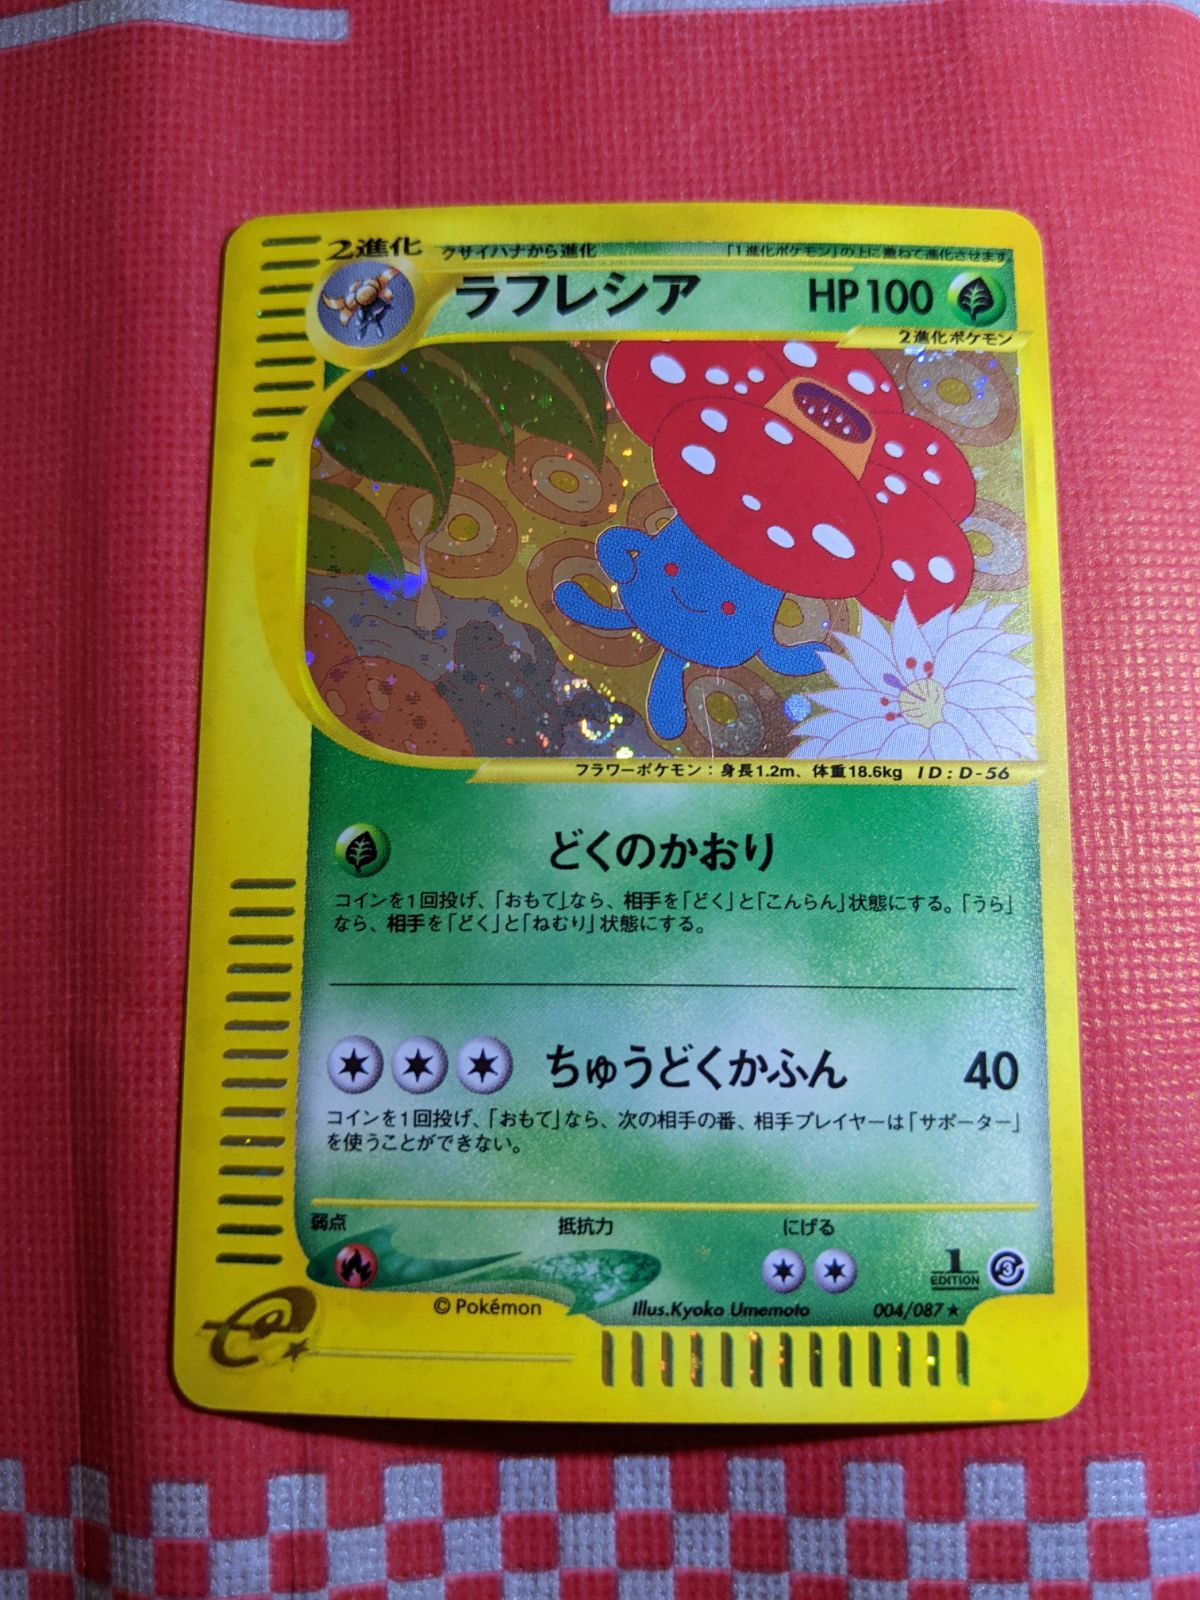 2進化 クサイハナから進化 「1進化ポケモン」の上に重ねて進化させます。
ラフレシア HP100
2進化ポケモン
フラワーポケモン：身長1.2m、体重18.6kg ID：D-56
どくのかおり
コインを1回投げ、「おもて」なら、相手を「どく」と「こんらん」状態にする。「うら」
なら、相手を「どく」と「ねむり」状態にする。
ちゅうどくかふん 40
コインを1回投げ、「おもて」なら、次の相手の番、相手プレイヤーは「サポーター」
を使うことができない。
弱点 抵抗力 にげる
1 EDITION 3
© Pokémon Illus.Kyoko Umemoto 004/087★
e